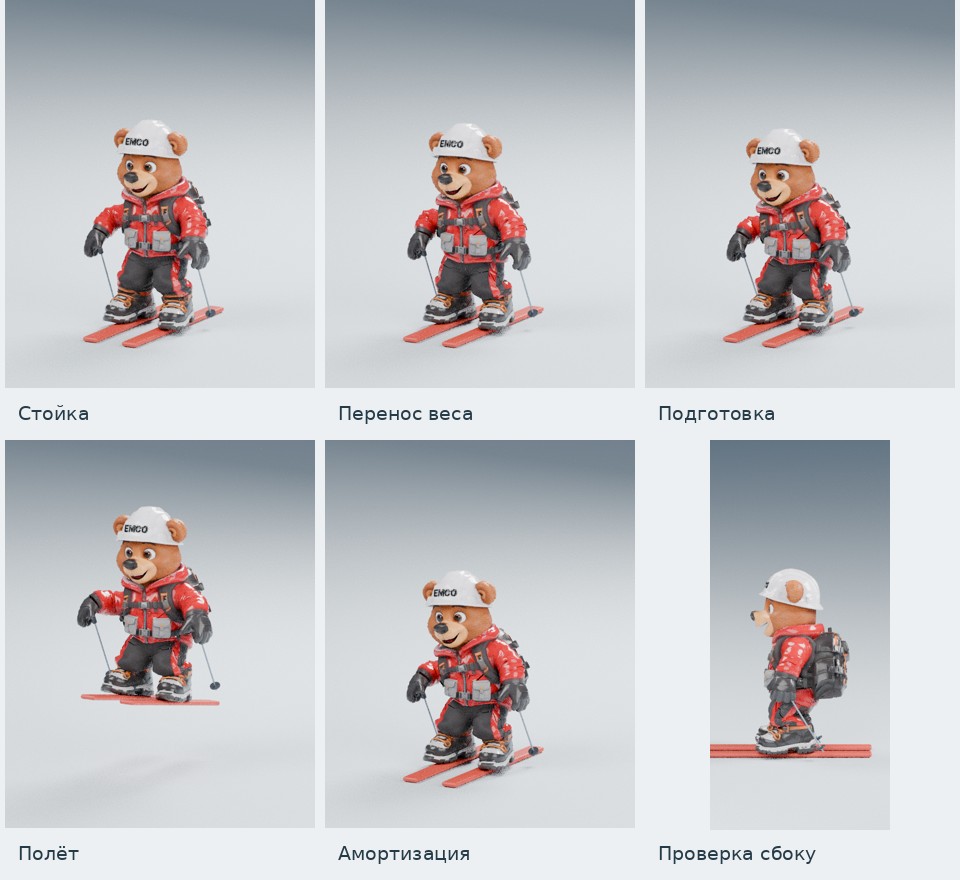 EMCO
EMCO
EMCO
Стойка
Перенос веса
Подготовка
EMCO
EMCO
Полёт
Амортизация
Проверка сбоку